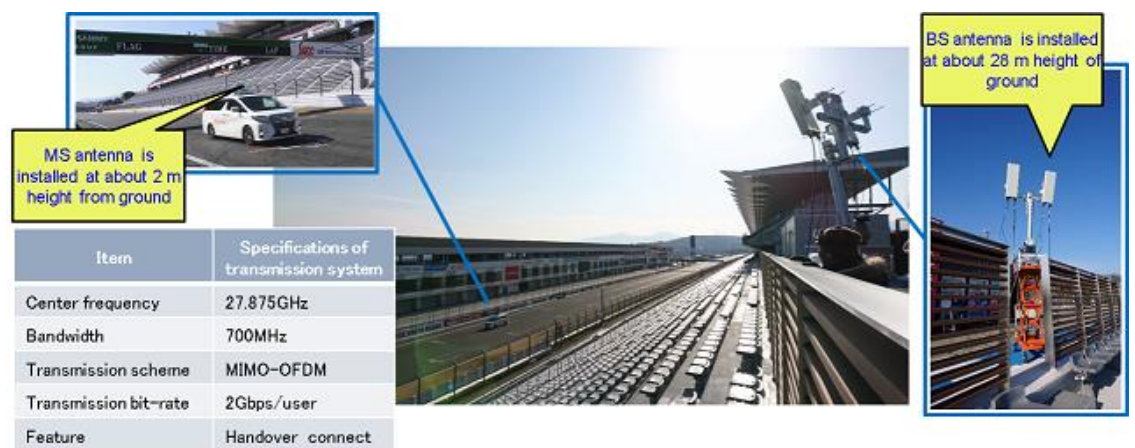 FLAG
MS antenna is
installed at about 2 m
height from ground
BS antenna is installed
at about 28 m height of
ground
Item
Specifications of
transmission system
Center frequency
27.875GHz
Bandwidth
700MHz
Transmission scheme
MIMO-OFDM
Transmission bit-rate
2Gbps/user
Feature
Handover connect